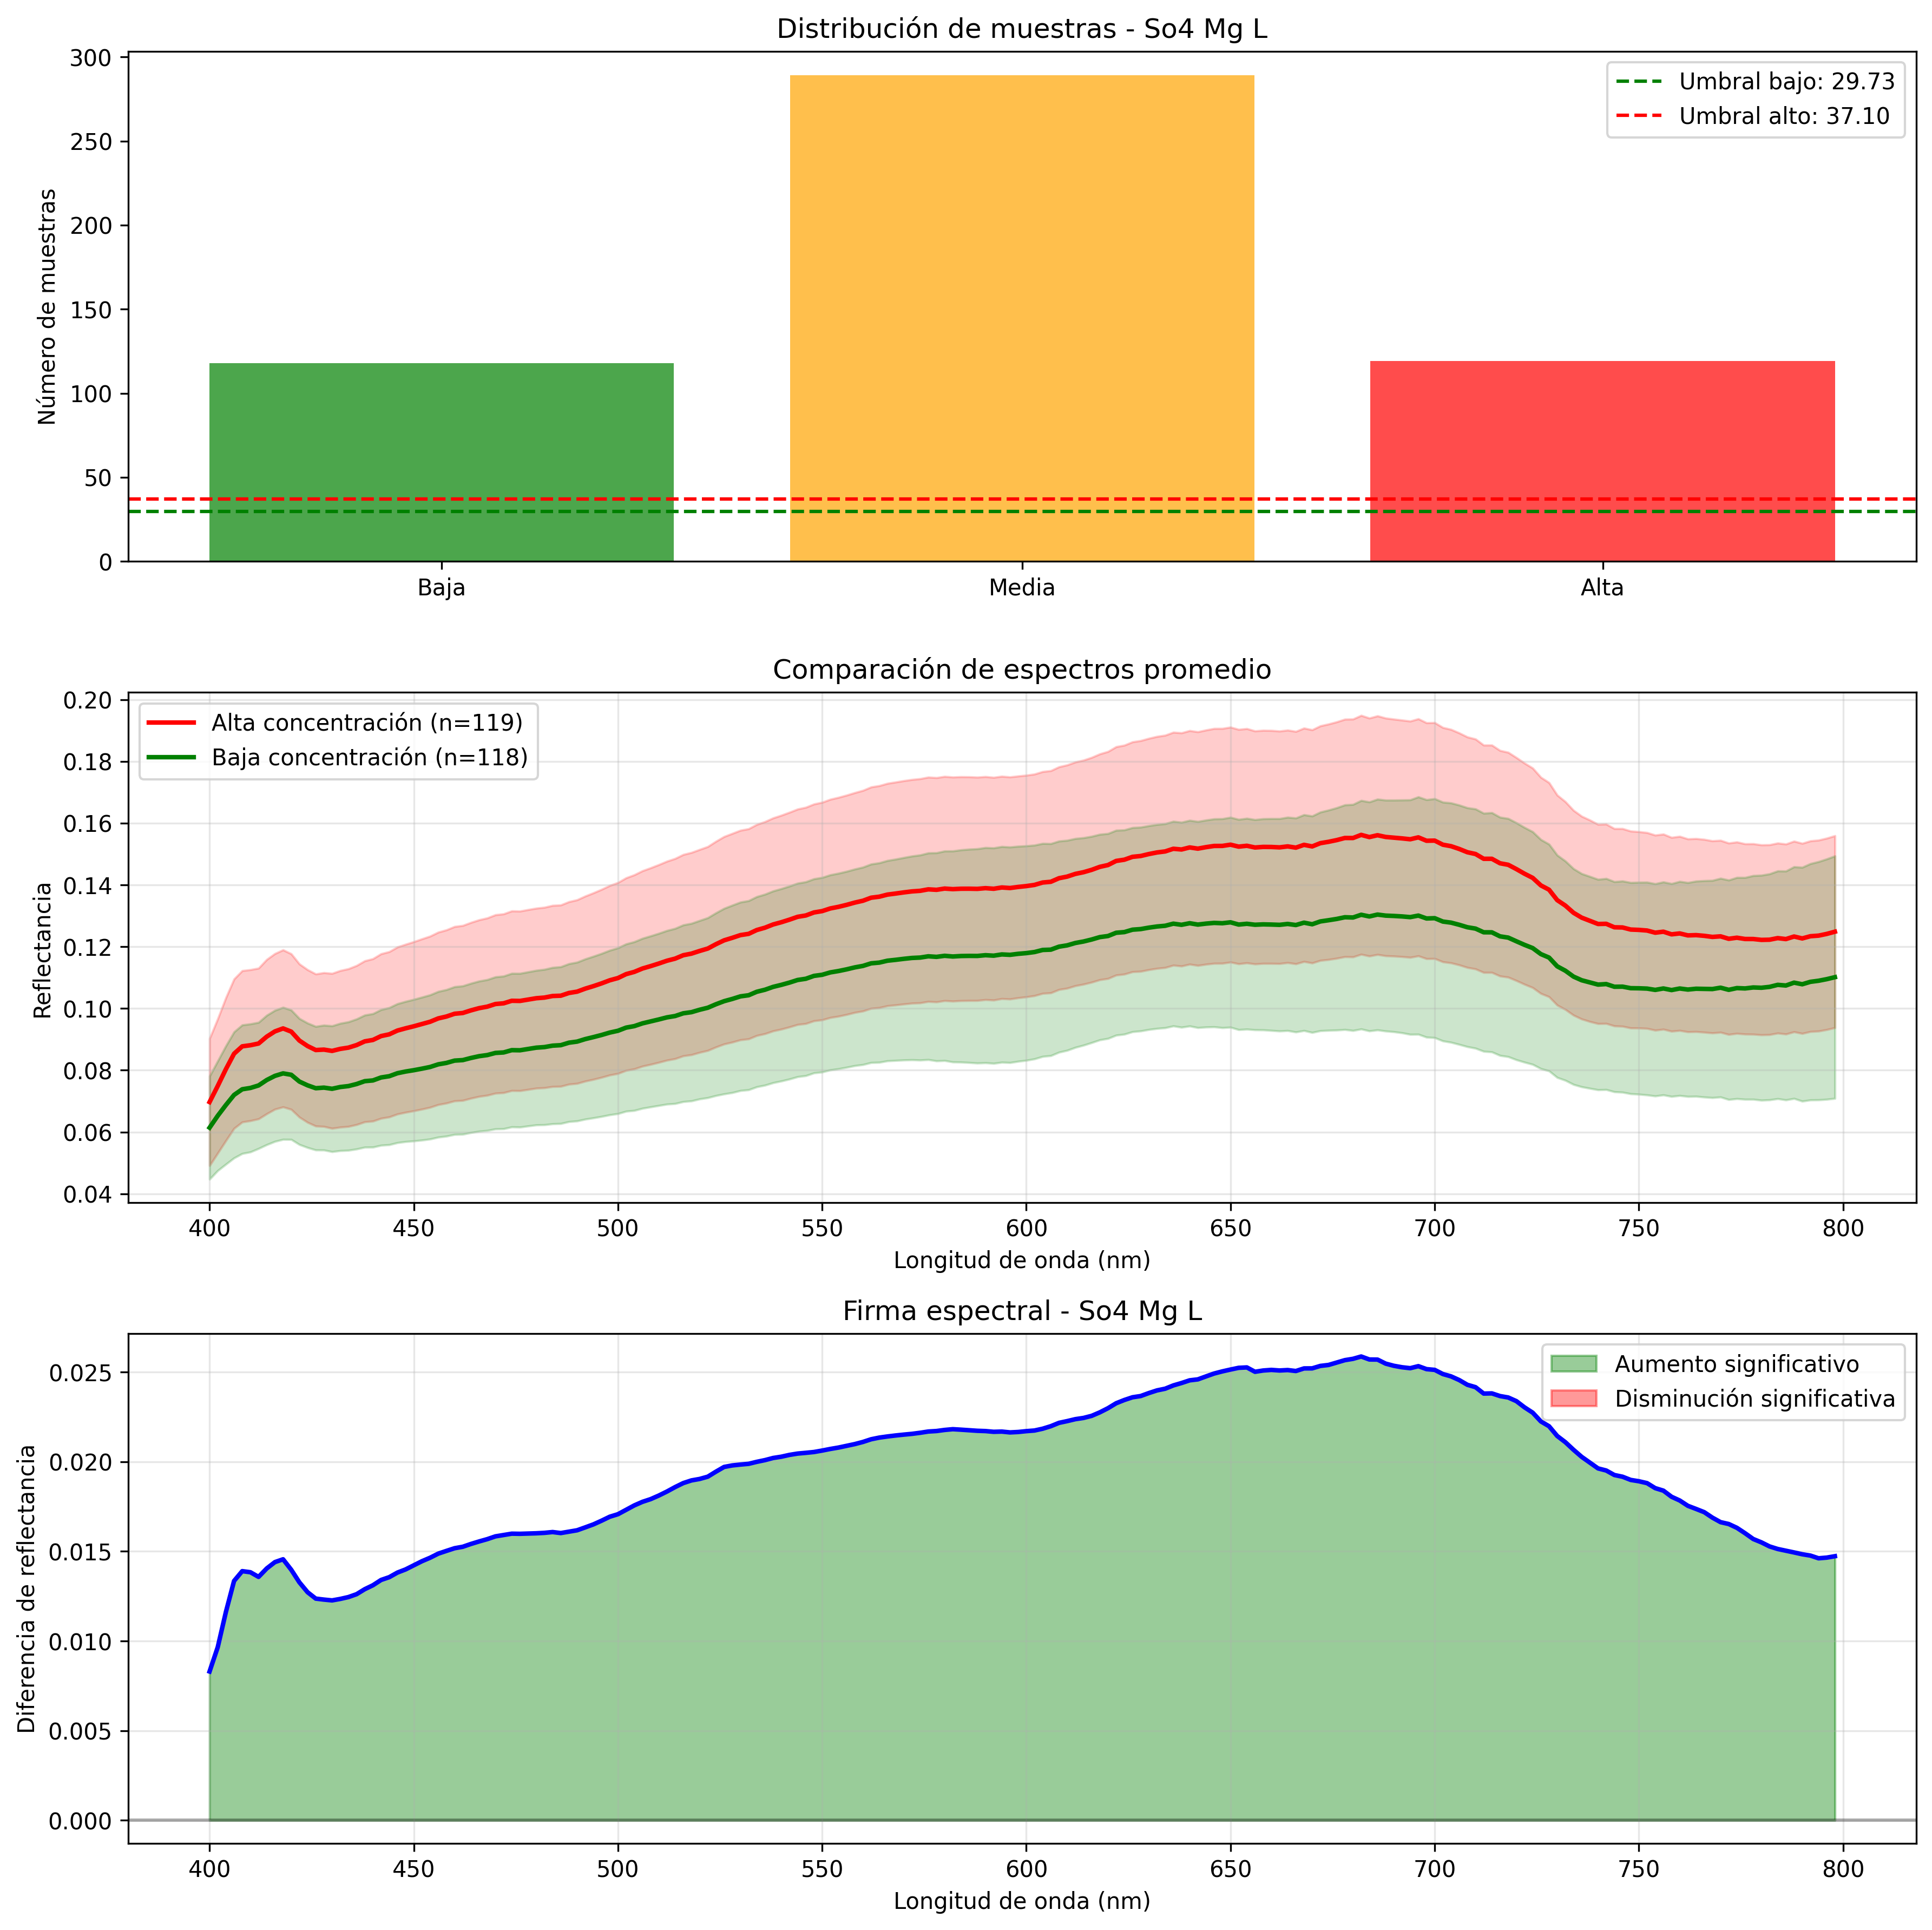 Distribución de muestras - So4 Mg L
Número de muestras
300
250
200
150
100
50
0
Umbral bajo: 29.73
Umbral alto: 37.10
Baja
Media
Alta
Comparación de espectros promedio
Reflectancia
0.20
0.18
0.16
0.14
0.12
0.10
0.08
0.06
0.04
Alta concentración (n=119)
Baja concentración (n=118)
400 450 500 550 600 650 700 750 800
Longitud de onda (nm)
Firma espectral - So4 Mg L
Diferencia de reflectancia
0.025
0.020
0.015
0.010
0.005
0.000
Aumento significativo
Disminución significativa
400 450 500 550 600 650 700 750 800
Longitud de onda (nm)